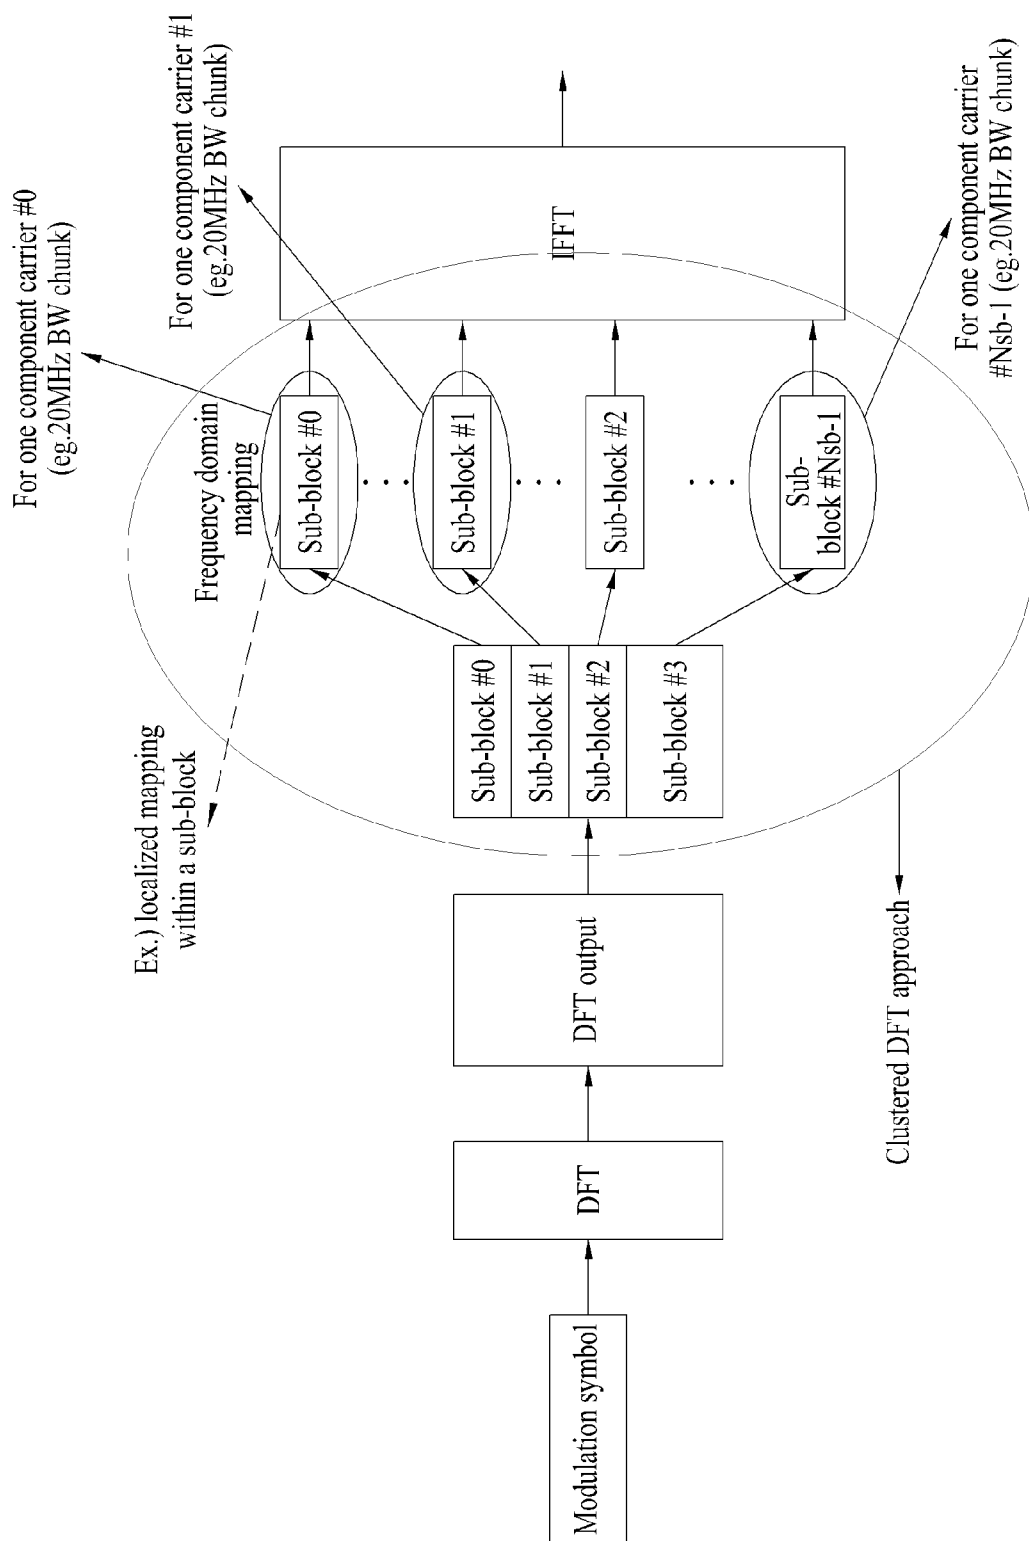 Modulation symbol
DFT
DFT output
Sub-block #0
Sub-block #1
Sub-block #2
Sub-block #3
Ex.) localized mapping
within a sub-block
Frequency domain
mapping
Sub-block #0
Sub-block #1
Sub-block #2
Sub-
block #Nsb-1
For one component carrier #0
(eg.20MHz BW chunk)
For one component carrier #1
(eg.20MHz BW chunk)
IFFT
For one component carrier
#Nsb-1 (eg.20MHz BW chunk)
Clustered DFT approach